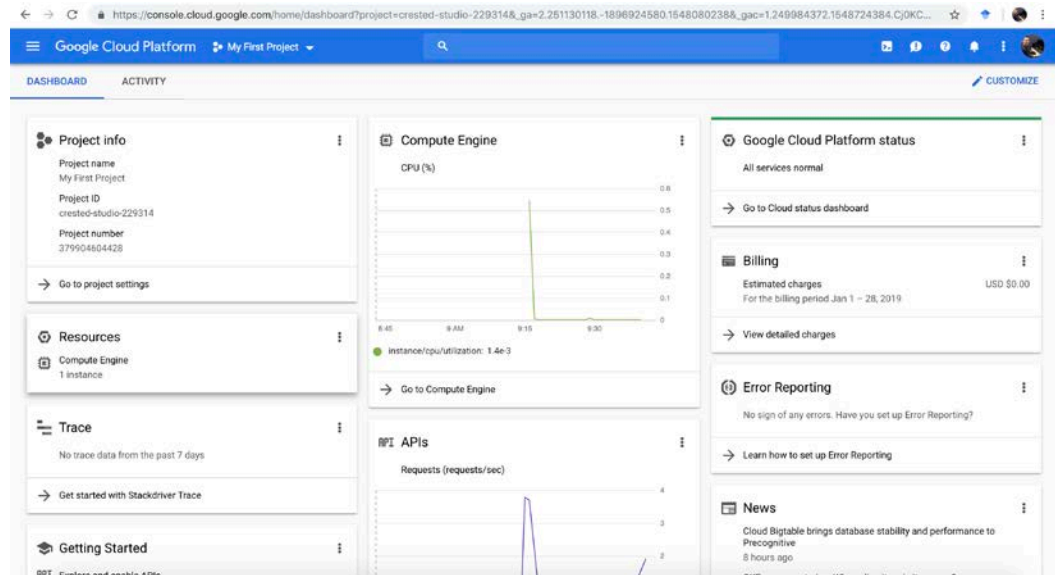 https://console.cloud.google.com/home/dashboard?project=crested-studio-229314&_ga=2.251130118.-1896924580.1548080238&_gac=1.249984372.1548724384.Cj0KC...
Google Cloud Platform My First Project
DASHBOARD ACTIVITY CUSTOMIZE
Project info
Project name
My First Project
Project ID
crested-studio-229314
Project number
379904604428
Go to project settings
Resources
Compute Engine
1 instance
Trace
No trace data from the past 7 days
Get started with Stackdriver Trace
Getting Started
API Explore and enable APIs
Compute Engine
CPU (%)
0.6
0.5
0.4
0.3
0.2
0.1
0
8:45 9 AM 9:15 9:30
instance/cpu/utilization: 1.4e-3
Go to Compute Engine
API APIs
Requests (requests/sec)
4
3
2
Google Cloud Platform status
All services normal
Go to Cloud status dashboard
Billing
Estimated charges USD $0.00
For the billing period Jan 1 – 28, 2019
View detailed charges
Error Reporting
No sign of any errors. Have you set up Error Reporting?
Learn how to set up Error Reporting
News
Cloud Bigtable brings database stability and performance to
Precognitive
8 hours ago